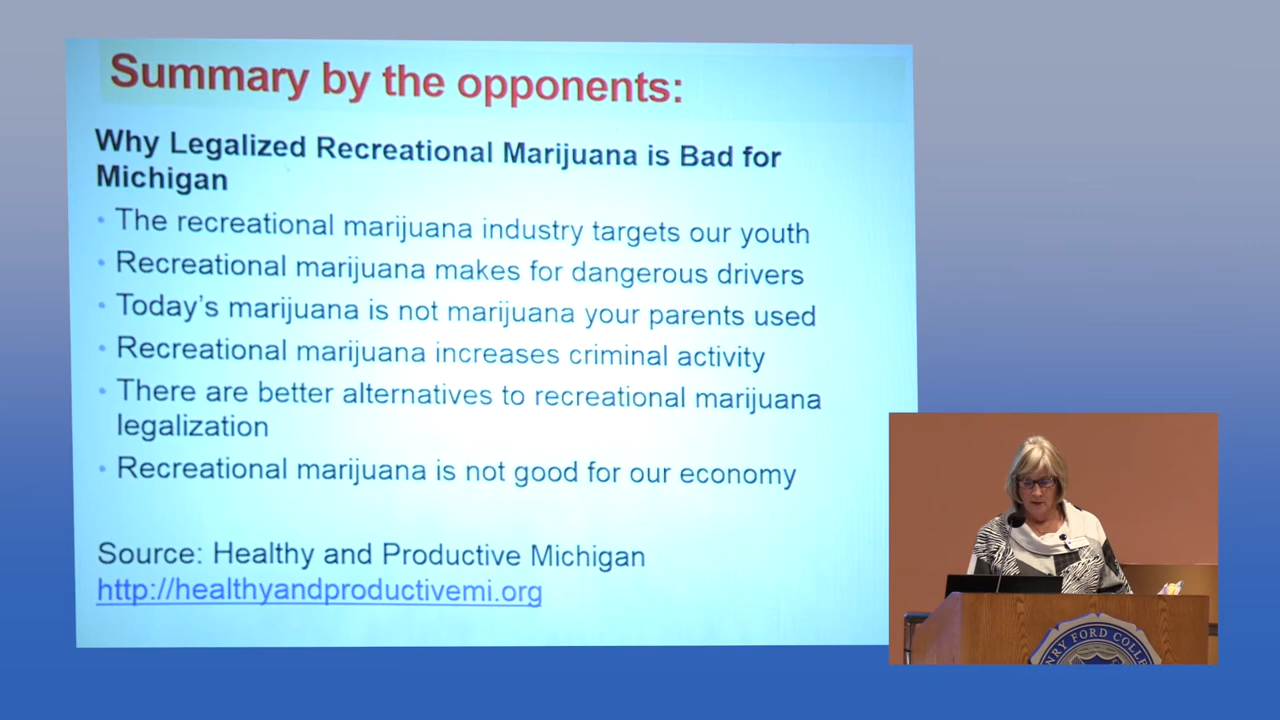 Summary by the opponents:
Why Legalized Recreational Marijuana is Bad for
Michigan
• The recreational marijuana industry targets our youth
• Recreational marijuana makes for dangerous drivers
• Today's marijuana is not marijuana your parents used
• Recreational marijuana increases criminal activity
• There are better alternatives to recreational marijuana
legalization
• Recreational marijuana is not good for our economy
Source: Healthy and Productive Michigan
http://healthyandproductivemi.org
NRY FORD COLLE